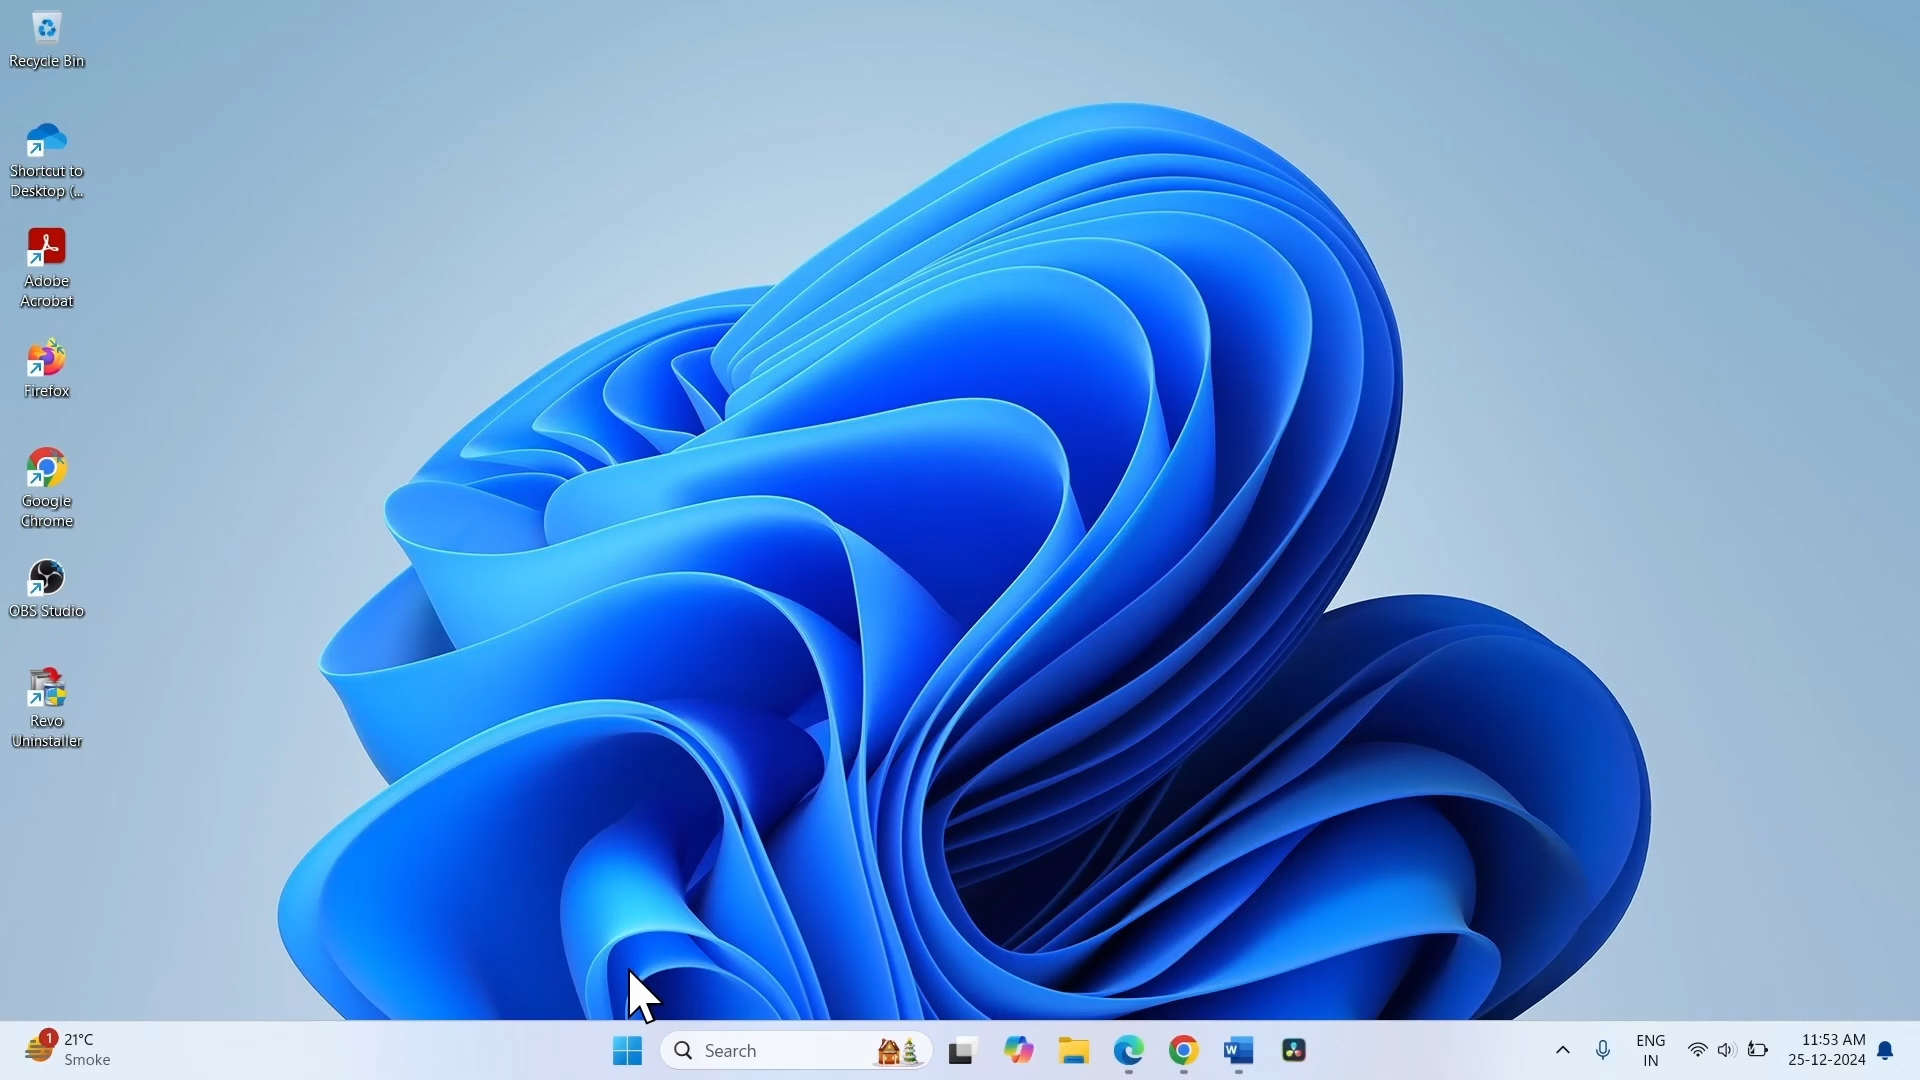 Recycle Bin
Shortcut to
Desktop (...
Adobe
Acrobat
Firefox
Google
Chrome
OBS Studio
Revo
Uninstaller
1
21°C
Smoke
Search
W
ENG
IN
11:53 AM
25-12-2024